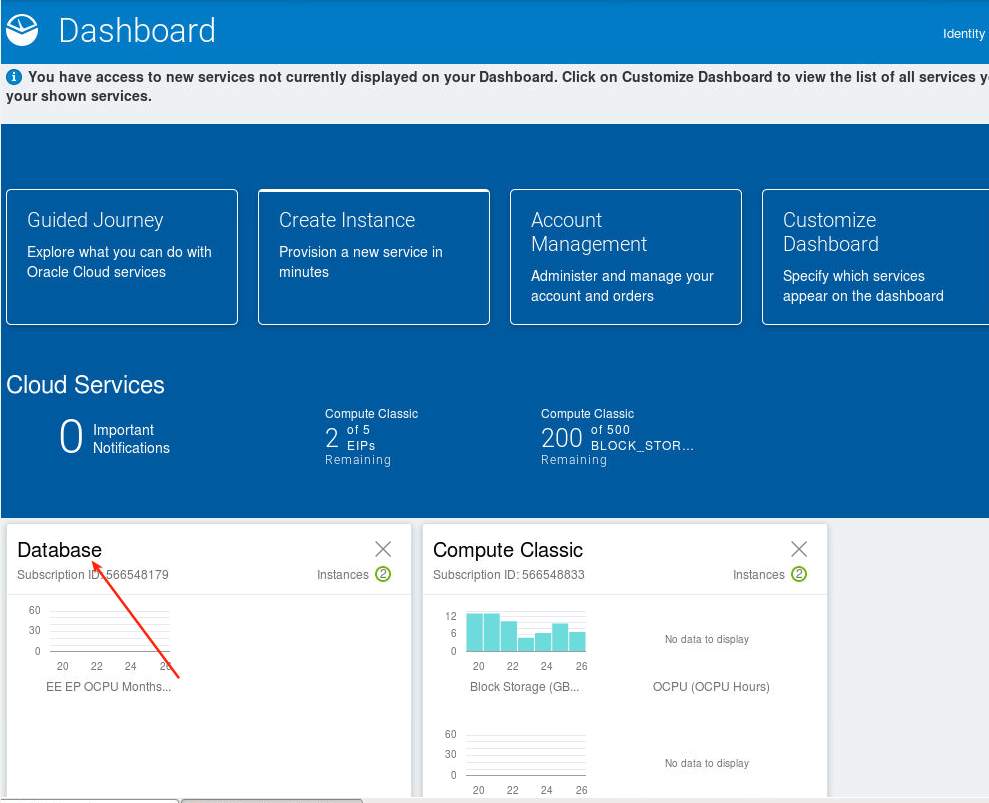 Dashboard
Identity
You have access to new services not currently displayed on your Dashboard. Click on Customize Dashboard to view the list of all services
your shown services.
Guided Journey
Explore what you can do with
Oracle Cloud services
Create Instance
Provision a new service in
minutes
Account
Management
Administer and manage your
account and orders
Customize
Dashboard
Specify which services
appear on the dashboard
Cloud Services
0 Important
Notifications
Compute Classic
2 of 5
EIPs
Remaining
Compute Classic
200 of 500
BLOCK_STOR...
Remaining
Database
Subscription ID: 566548179
Instances 2
60
30
0
20 22 24 26
EE EP OCPU Months...
Compute Classic
Subscription ID: 566548833
Instances 2
12
6
0
20 22 24 26
Block Storage (GB...
No data to display
OCPU (OCPU Hours)
60
30
0
20 22 24 26
No data to display